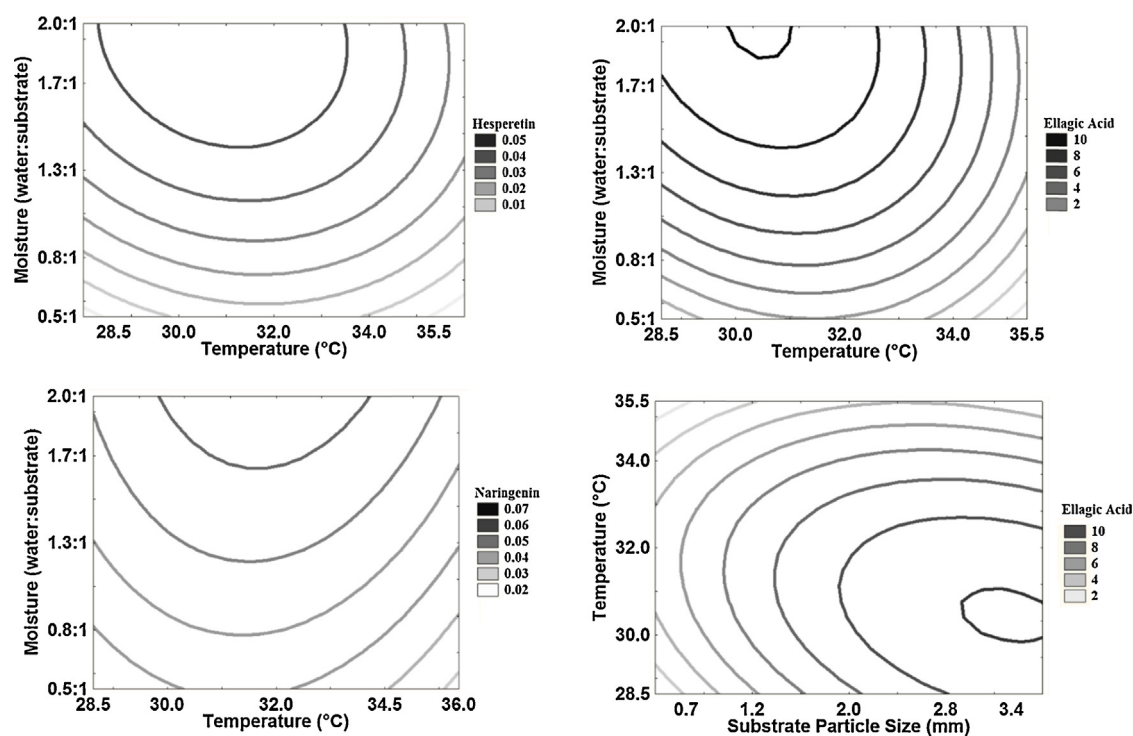 2.0:1
1.7:1
1.3:1
0.8:1
0.5:1
Moisture (water:substrate)
28.5 30.0 32.0 34.0 35.5
Temperature (°C)
Hesperetin
0.05
0.04
0.03
0.02
0.01
2.0:1
1.7:1
1.3:1
0.8:1
0.5:1
Moisture (water:substrate)
28.5 30.0 32.0 34.0 35.5
Temperature (°C)
Ellagic Acid
10
8
6
4
2
2.0:1
1.7:1
1.3:1
0.8:1
0.5:1
Moisture (water:substrate)
28.5 30.0 32.0 34.5 36.0
Temperature (°C)
Naringenin
0.07
0.06
0.05
0.04
0.03
0.02
35.5
34.0
32.0
30.0
28.5
Temperature (°C)
0.7 1.2 2.0 2.8 3.4
Substrate Particle Size (mm)
Ellagic Acid
10
8
6
4
2